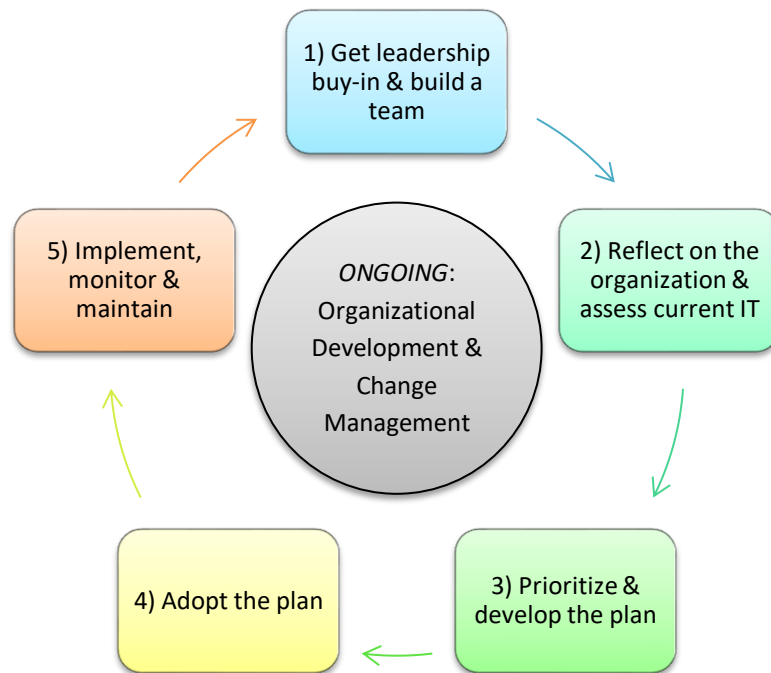 1) Get leadership
buy-in & build a
team
2) Reflect on the
organization &
assess current IT
3) Prioritize &
develop the plan
4) Adopt the plan
5) Implement,
monitor &
maintain
ONGOING:
Organizational
Development &
Change
Management